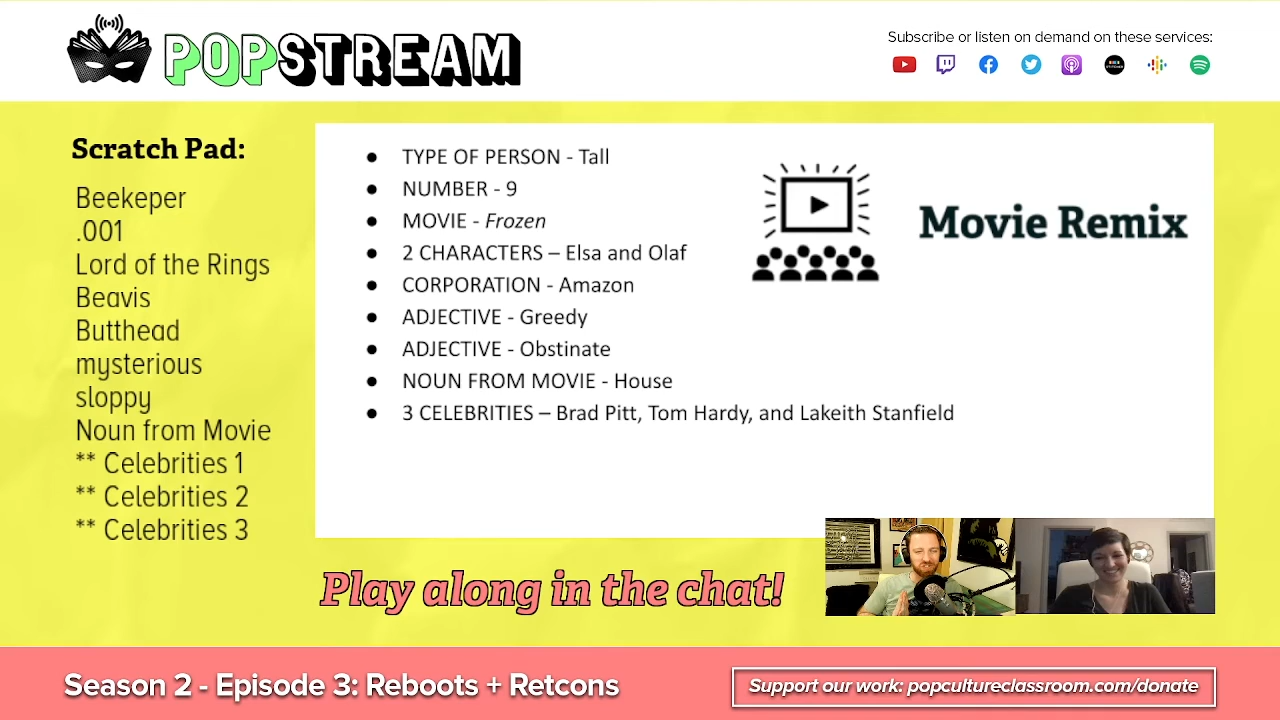 POPSTREAM
Subscribe or listen on demand on these services:
Scratch Pad:
Beekeper
.001
Lord of the Rings
Beavis
Butthead
mysterious
sloppy
Noun from Movie
** Celebrities 1
** Celebrities 2
** Celebrities 3
● TYPE OF PERSON - Tall
● NUMBER - 9
● MOVIE - Frozen
● 2 CHARACTERS – Elsa and Olaf
● CORPORATION - Amazon
● ADJECTIVE - Greedy
● ADJECTIVE - Obstinate
● NOUN FROM MOVIE - House
● 3 CELEBRITIES – Brad Pitt, Tom Hardy, and Lakeith Stanfield
Movie Remix
Play along in the chat!
Season 2 - Episode 3: Reboots + Retcons
Support our work: popcultureclassroom.com/donate